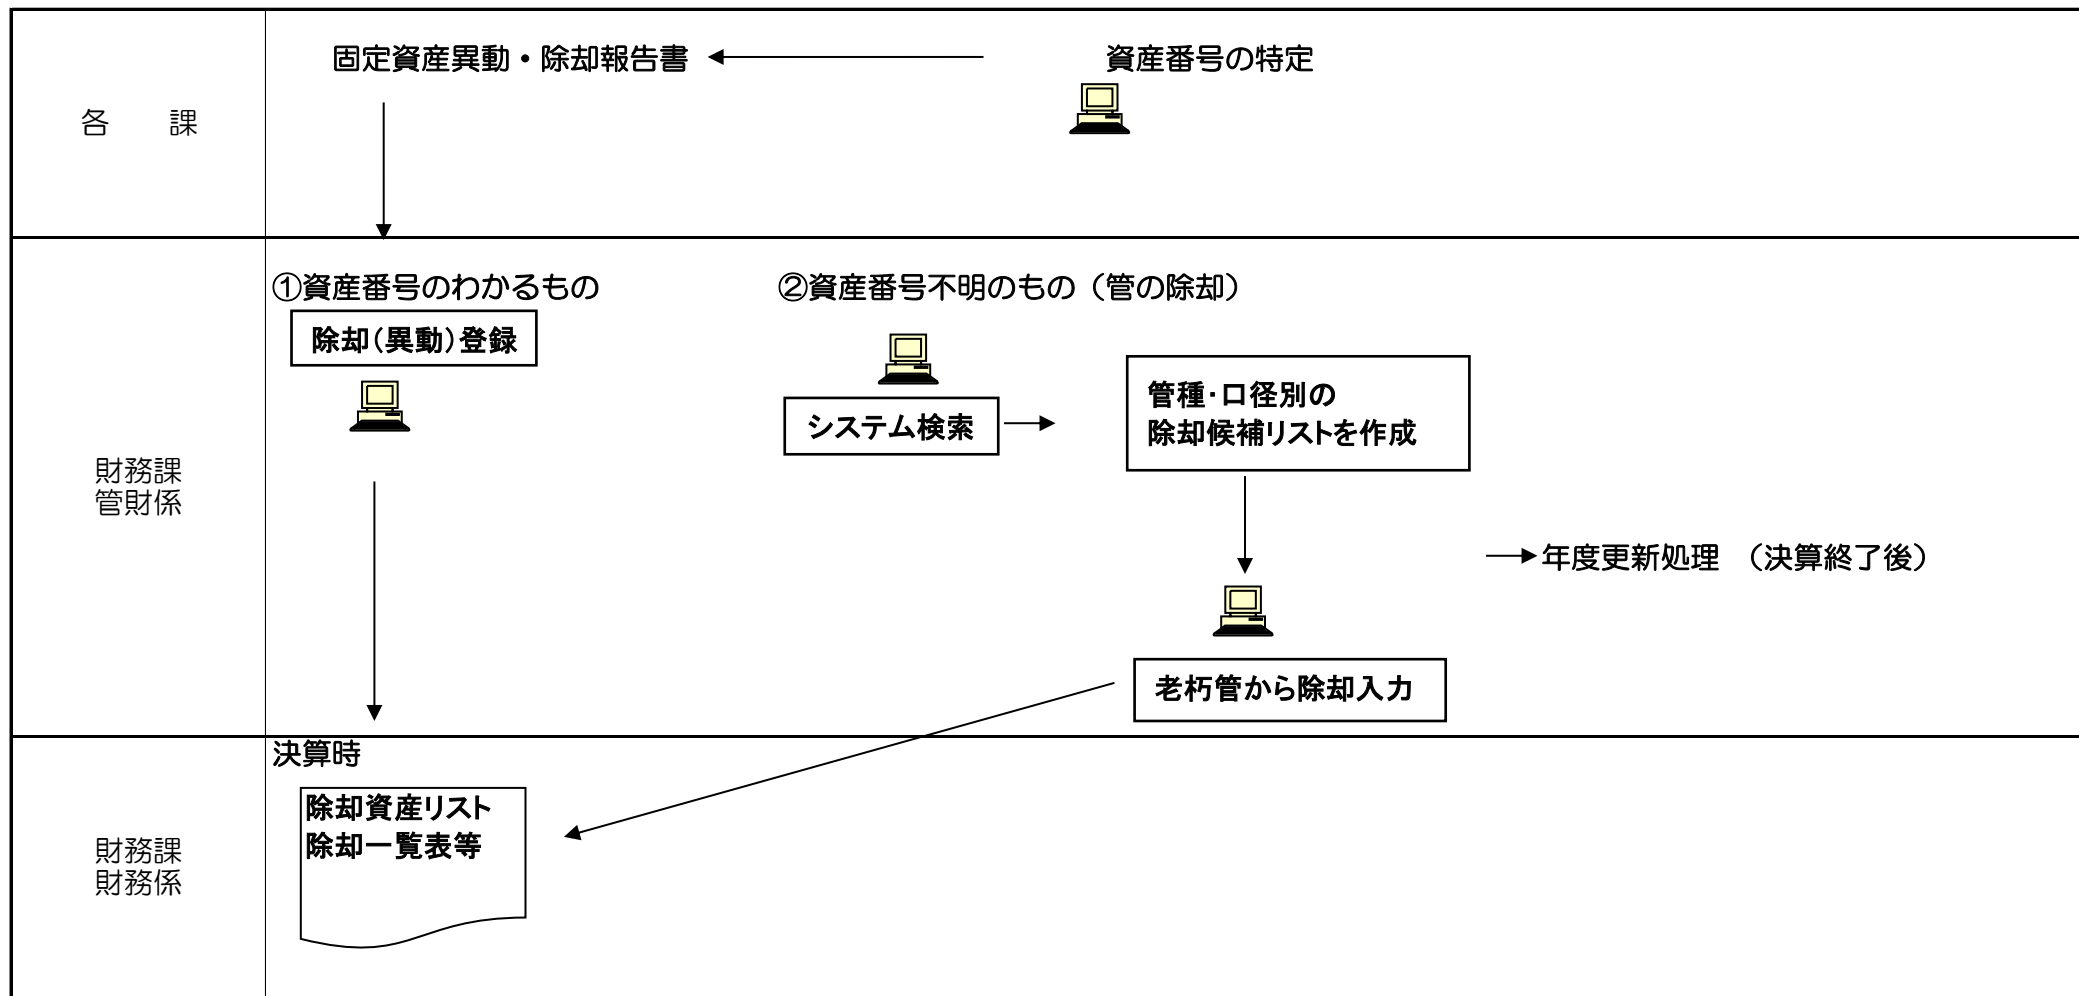 各　　課
固定資産異動・除却報告書
資産番号の特定
財務課
管財係
①資産番号のわかるもの
除却（異動）登録
②資産番号不明のもの（管の除却）
システム検索
管種・口径別の
除却候補リストを作成
老朽管から除却入力
年度更新処理　（決算終了後）
財務課
財務係
決算時
除却資産リスト
除却一覧表等